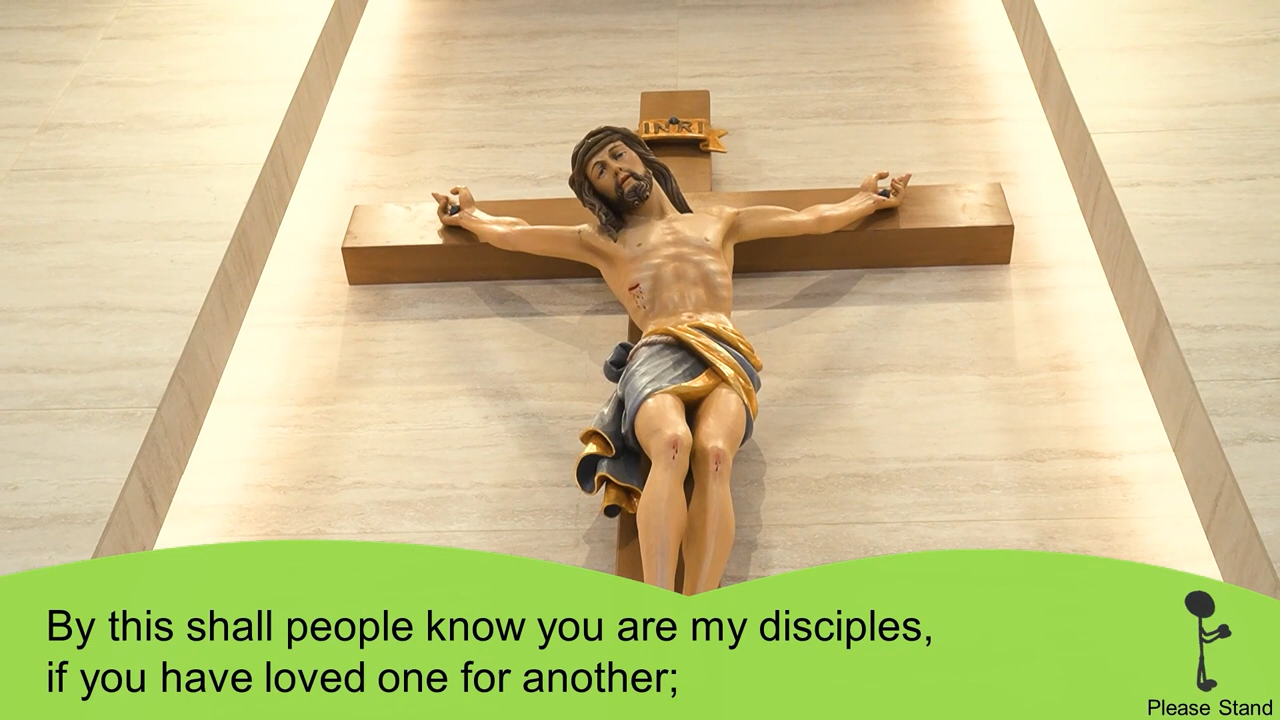 INRI
By this shall people know you are my disciples,
if you have loved one for another;
Please Stand